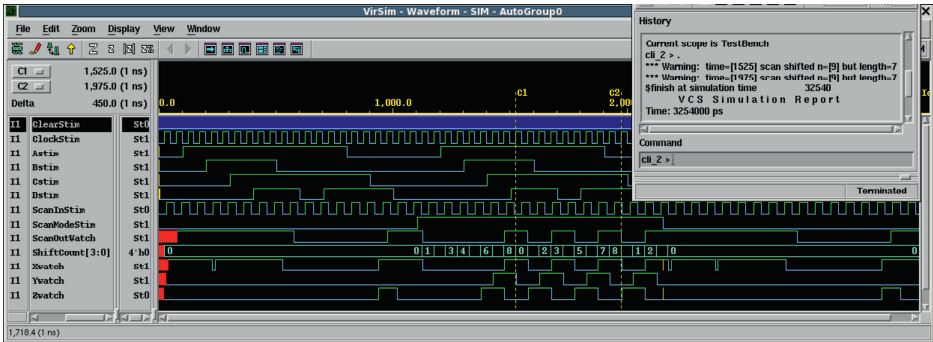 VirSim - Waveform - SIM - AutoGroup0
File Edit Zoom Display View Window
C1 1,525.0 (1 ns)
C2 1,975.0 (1 ns)
Delta 450.0 (1 ns)
0.0 1,000.0 C1 C2 2,00
I1 ClearStim St0
I1 ClockStim St1
I1 Astim St1
I1 Bstim St1
I1 Cstim St1
I1 Dstim St1
I1 ScanInStim St0
I1 ScanModeStim St1
I1 ScanOutWatch St1
I1 ShiftCount[3:0] 4'h0 0 0 1 3 4 6 8 0 2 3 5 7 8 1 2 0 0
I1 Xwatch St1
I1 Ywatch St1
I1 Zwatch St0
1,718.4 (1 ns)
History
Current scope is TestBench
cli_2 > .
*** Warning: time=[1525] scan shifted n=[9] but length=7
*** Warning: time=[1975] scan shifted n=[9] but length=7
$finish at simulation time 32540
V C S S i m u l a t i o n R e p o r t
Time: 3254000 ps
Command
cli_2 >
Terminated